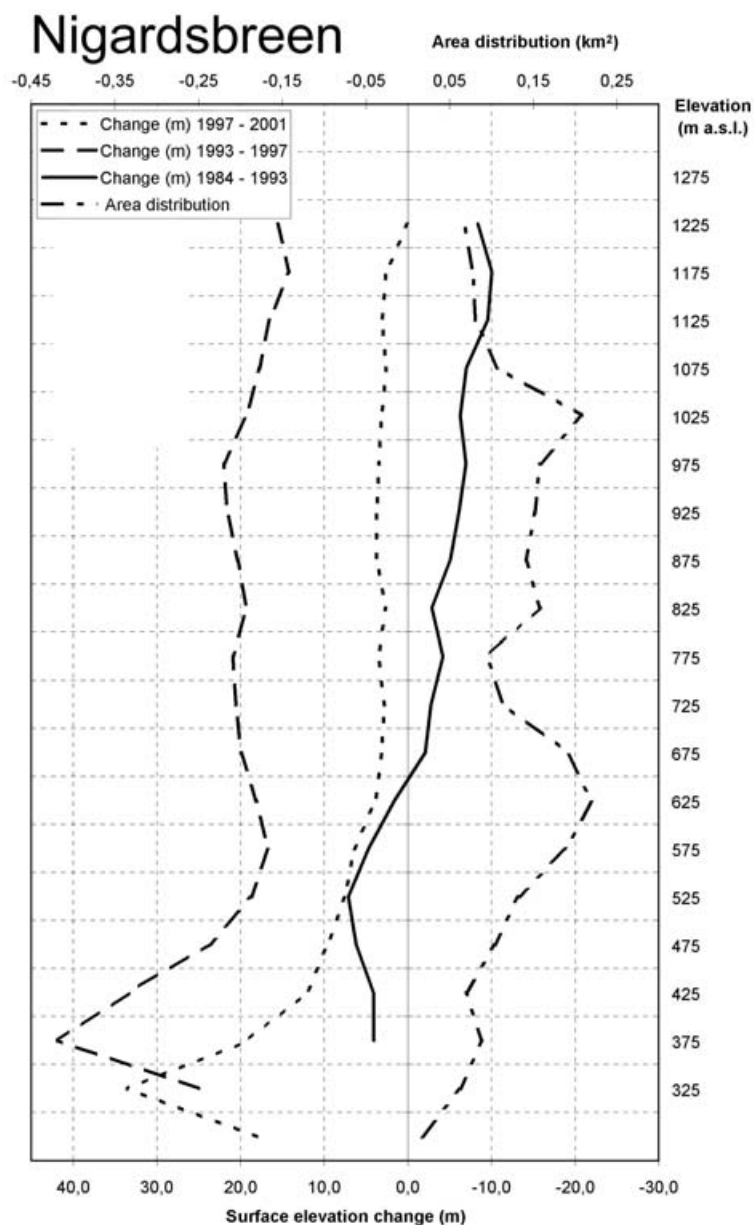 Nigardsbreen
Area distribution (km²)
-0,45 -0,35 -0,25 -0,15 -0,05 0,05 0,15 0,25
Elevation
(m a.s.l.)
Change (m) 1997 - 2001
Change (m) 1993 - 1997
Change (m) 1984 - 1993
Area distribution
1275
1225
1175
1125
1075
1025
975
925
875
825
775
725
675
625
575
525
475
425
375
325
40,0 30,0 20,0 10,0 0,0 -10,0 -20,0 -30,0
Surface elevation change (m)